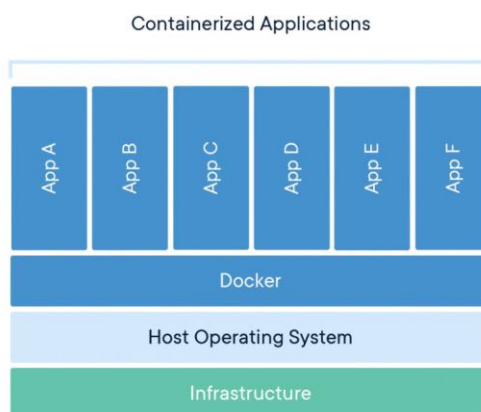 Containerized Applications
App A
App B
App C
App D
App E
App F
Docker
Host Operating System
Infrastructure